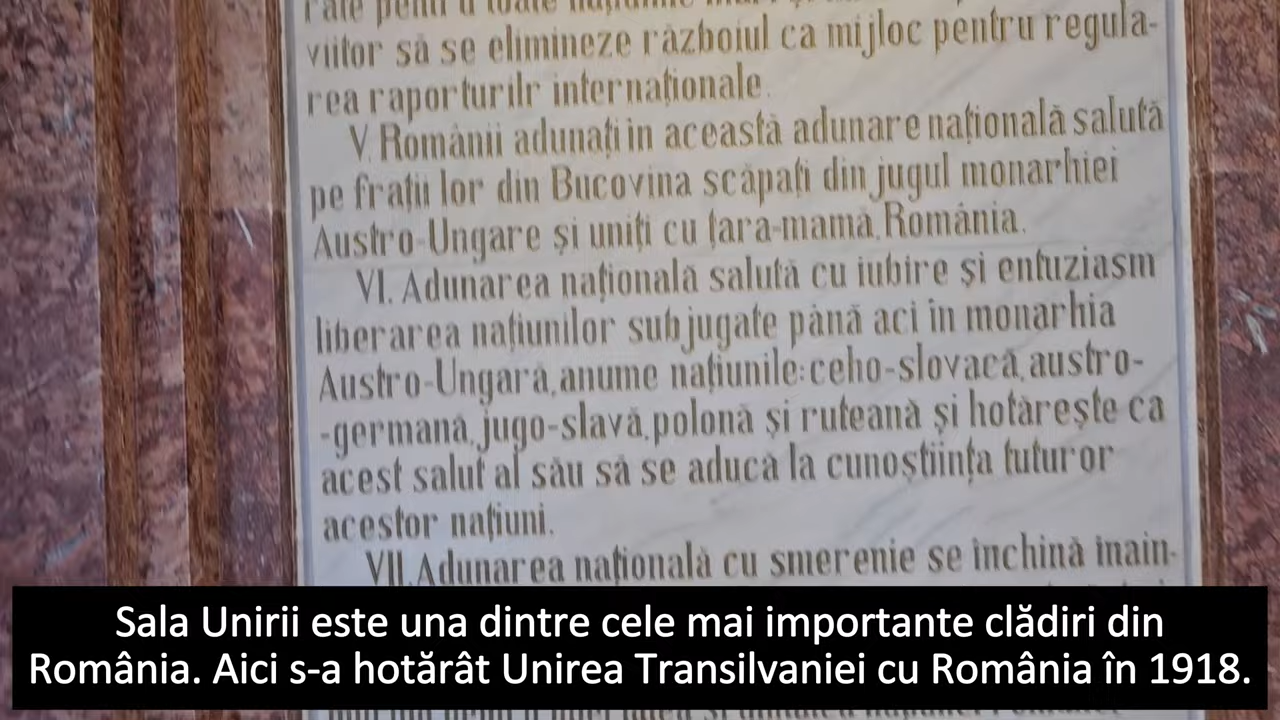 viitor să se elimineze războiul ca mijloc pentru regula-
rea raporturilr internaționale.
V. Românii adunați in această adunare națională salută
pe frații lor din Bucovina scăpați din jugul monarhiei
Austro-Ungare și uniți cu țara-mamă, România.
VI. Adunarea națională salută cu iubire și entuziasm
liberarea națiunilor subjugate până aci în monarhia
Austro-Ungară, anume națiunile: ceho-slovacă, austro-
-germană, jugo-slavă, polonă și ruteană și hotărește ca
acest salut al său să se aducă la cunoștiința tuturor
acestor națiuni.
VII. Adunarea națională cu smerenie se închină înain-
Sala Unirii este una dintre cele mai importante clădiri din
România. Aici s-a hotărât Unirea Transilvaniei cu România în 1918.